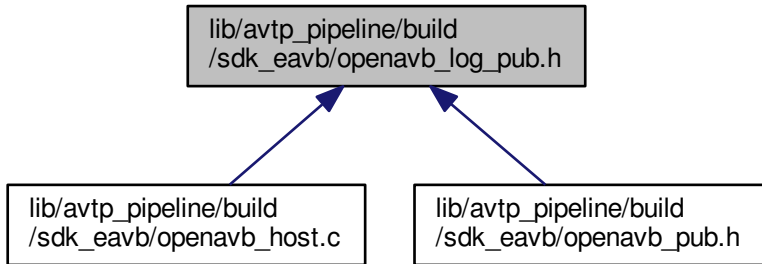 lib/avtp_pipeline/build
/sdk_eavb/openavb_log_pub.h
lib/avtp_pipeline/build
/sdk_eavb/openavb_host.c
lib/avtp_pipeline/build
/sdk_eavb/openavb_pub.h